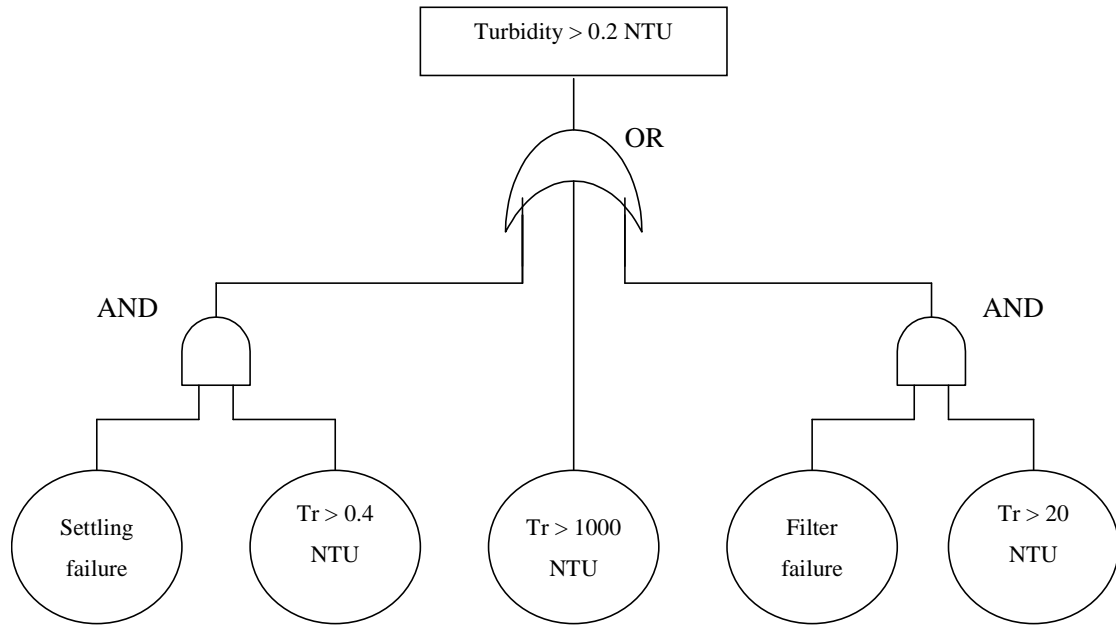 Turbidity > 0.2 NTU
OR
AND
AND
Settling
failure
Tr > 0.4
NTU
Tr > 1000
NTU
Filter
failure
Tr > 20
NTU